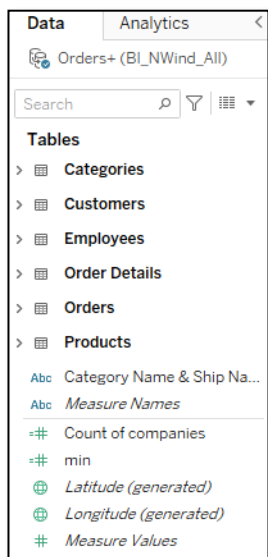 Data Analytics
Orders+ (BI_NWind_All)
Search
Tables
Categories
Customers
Employees
Order Details
Orders
Products
Abc Category Name & Ship Na...
Abc Measure Names
=# Count of companies
=# min
Latitude (generated)
Longitude (generated)
# Measure Values